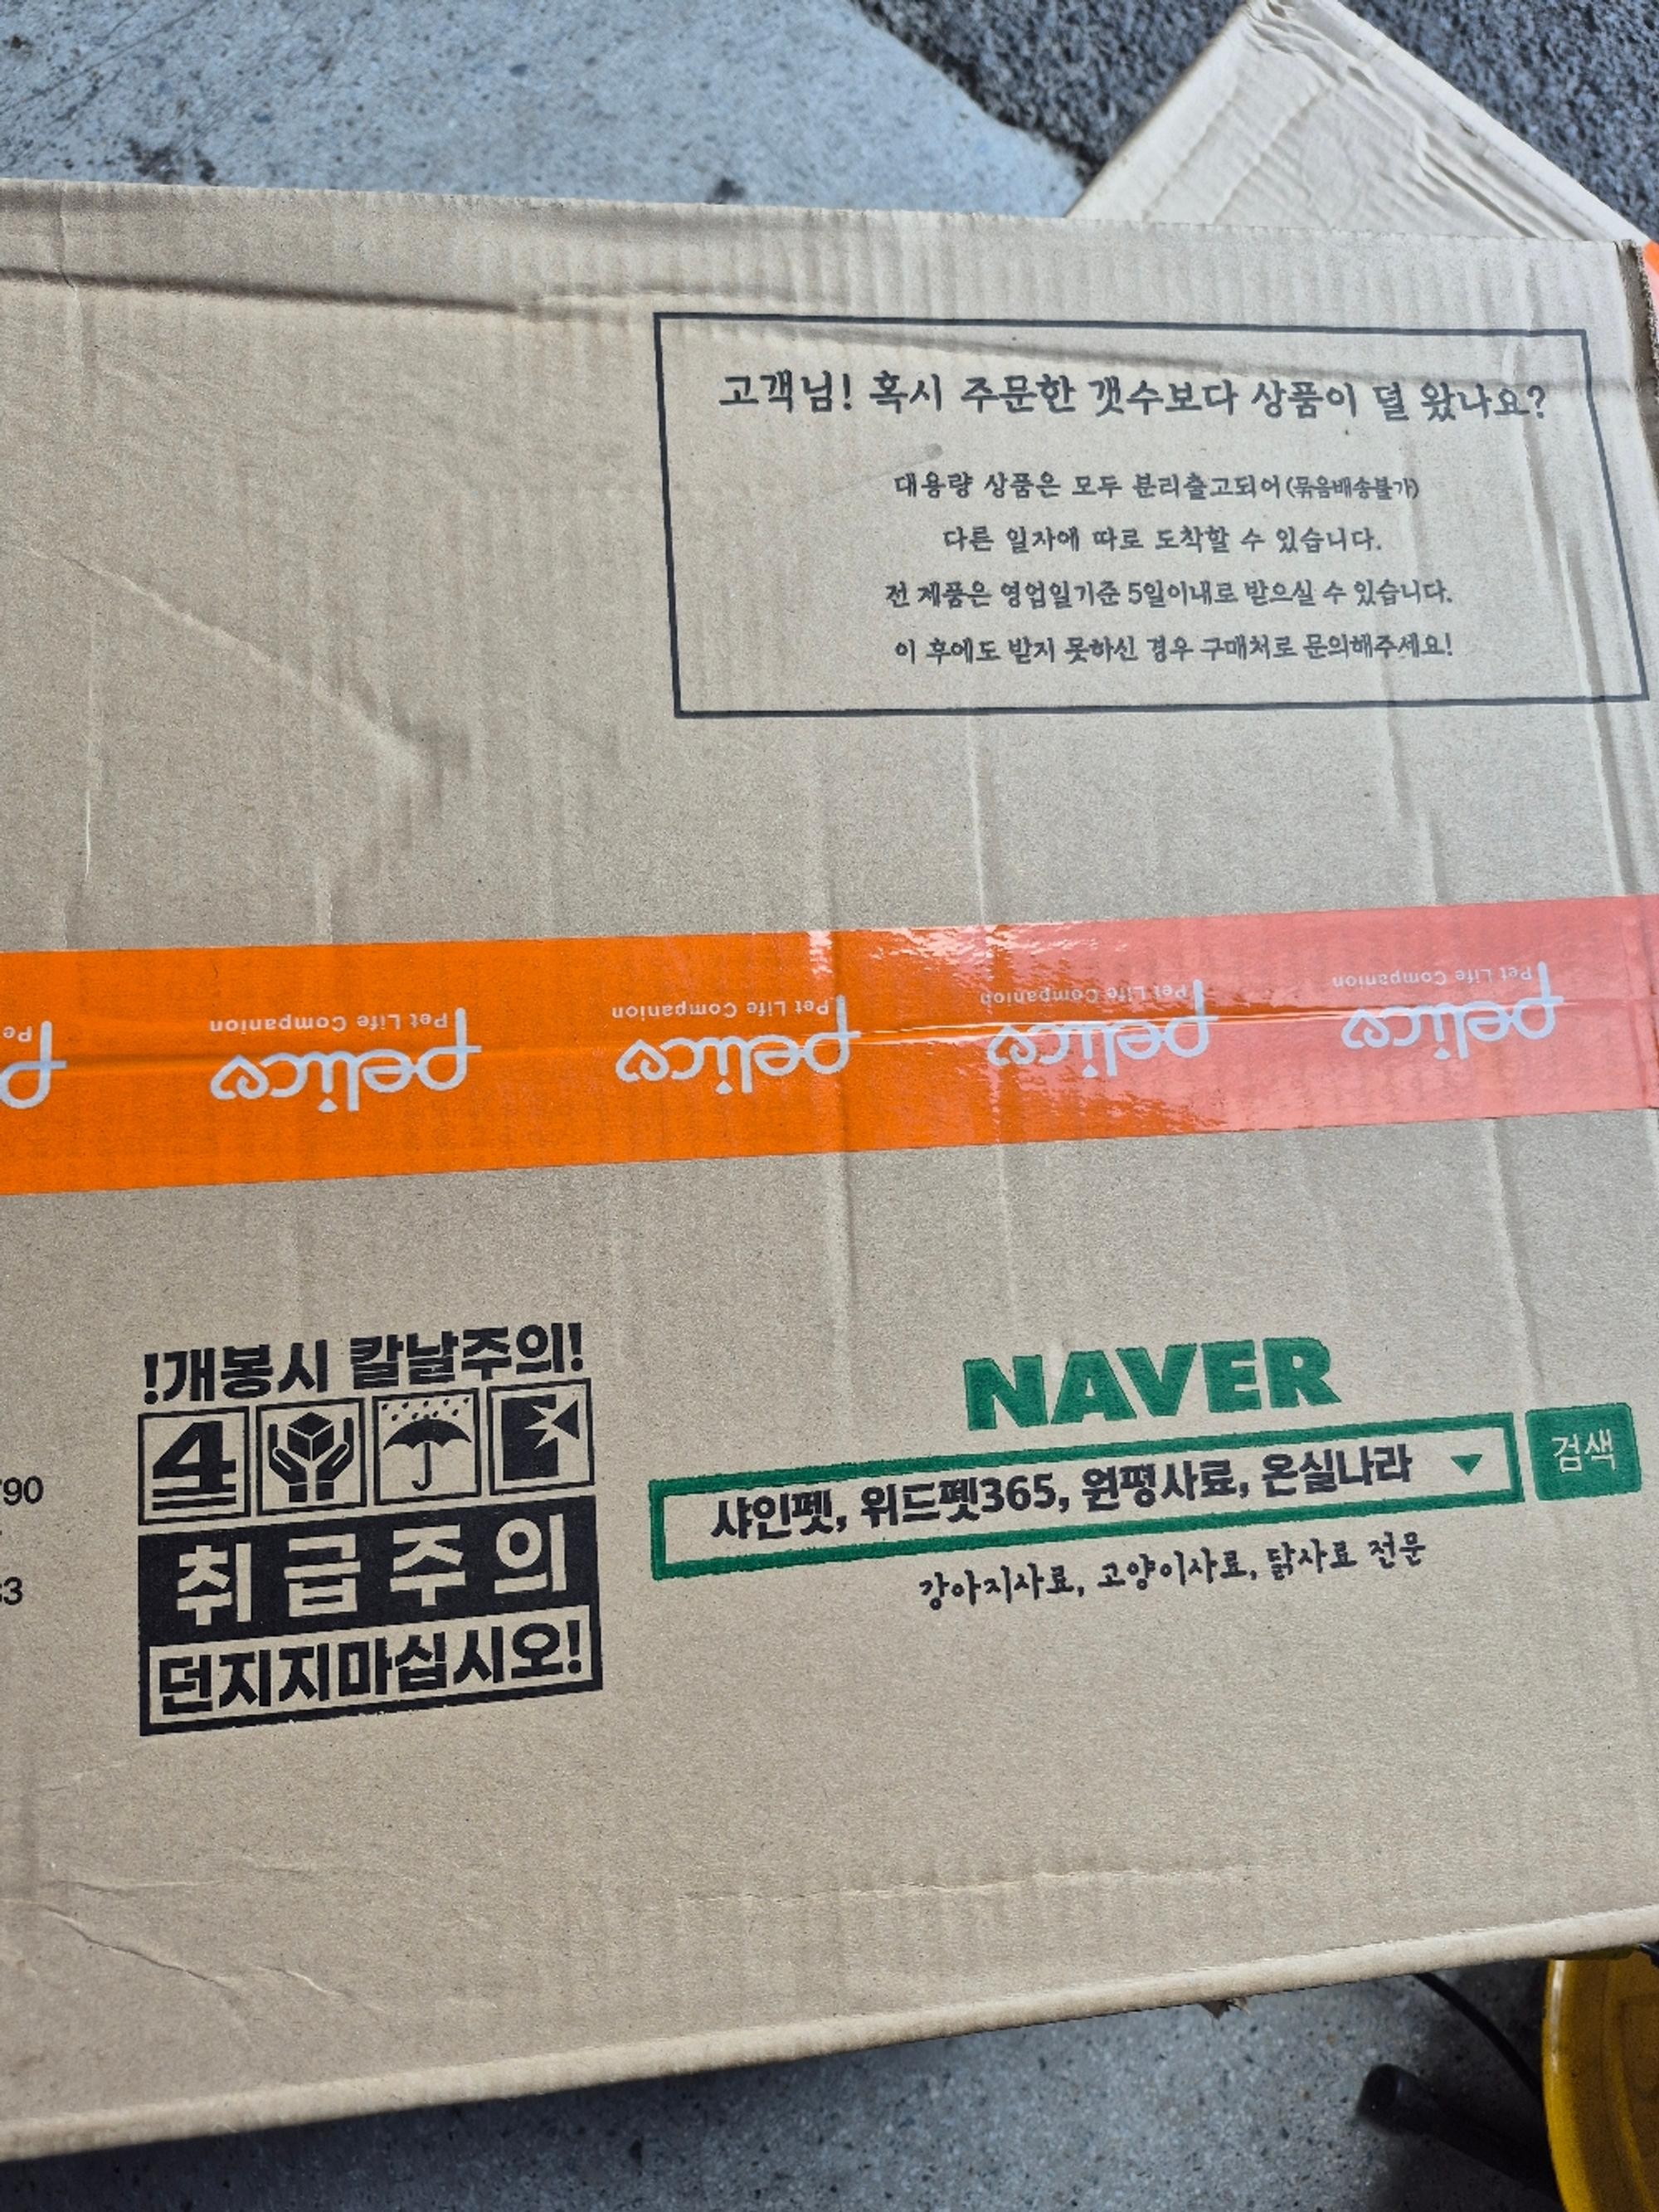 고객님! 혹시 주문한 갯수보다 상품이 덜 왔나요?
대용량 상품은 모두 분리출고되어(묶음배송불가)
다른 일자에 따로 도착할 수 있습니다.
전 제품은 영업일기준 5일이내로 받으실 수 있습니다.
이 후에도 받지 못하신 경우 구매처로 문의해주세요!
pelico pelico pelico pelico
Pet Life Companion Pet Life Companion Pet Life Companion Pet Life Companion
!개봉시 칼날주의!
4
취급주의
던지지마십시오!
790
33
NAVER
샤인펫, 위드펫365, 원평사료, 온실나라
검색
강아지사료, 고양이사료, 닭사료 전문